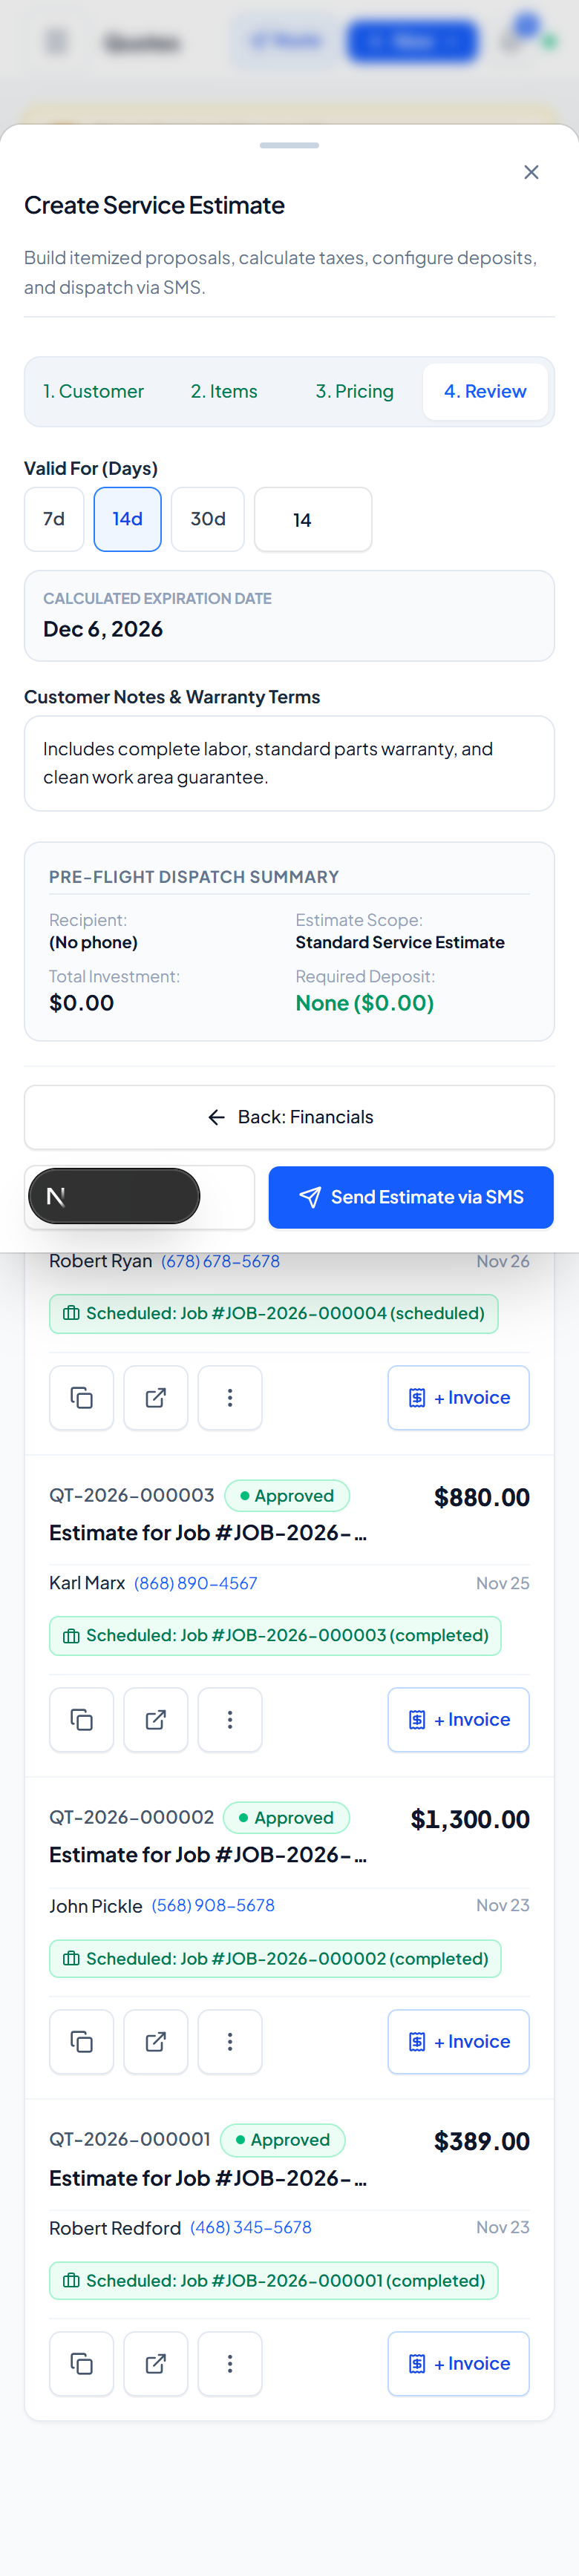 Quotes
New
Create Service Estimate
Build itemized proposals, calculate taxes, configure deposits,
and dispatch via SMS.
1. Customer 2. Items 3. Pricing 4. Review
Valid For (Days)
7d 14d 30d 14
CALCULATED EXPIRATION DATE
Dec 6, 2026
Customer Notes & Warranty Terms
Includes complete labor, standard parts warranty, and
clean work area guarantee.
PRE-FLIGHT DISPATCH SUMMARY
Recipient: Estimate Scope:
(No phone) Standard Service Estimate
Total Investment: Required Deposit:
$0.00 None ($0.00)
Back: Financials
N Send Estimate via SMS
Robert Ryan (678) 678-5678 Nov 26
Scheduled: Job #JOB-2026-000004 (scheduled)
+ Invoice
QT-2026-000003 Approved $880.00
Estimate for Job #JOB-2026-...
Karl Marx (868) 890-4567 Nov 25
Scheduled: Job #JOB-2026-000003 (completed)
+ Invoice
QT-2026-000002 Approved $1,300.00
Estimate for Job #JOB-2026-...
John Pickle (568) 908-5678 Nov 23
Scheduled: Job #JOB-2026-000002 (completed)
+ Invoice
QT-2026-000001 Approved $389.00
Estimate for Job #JOB-2026-...
Robert Redford (468) 345-5678 Nov 23
Scheduled: Job #JOB-2026-000001 (completed)
+ Invoice